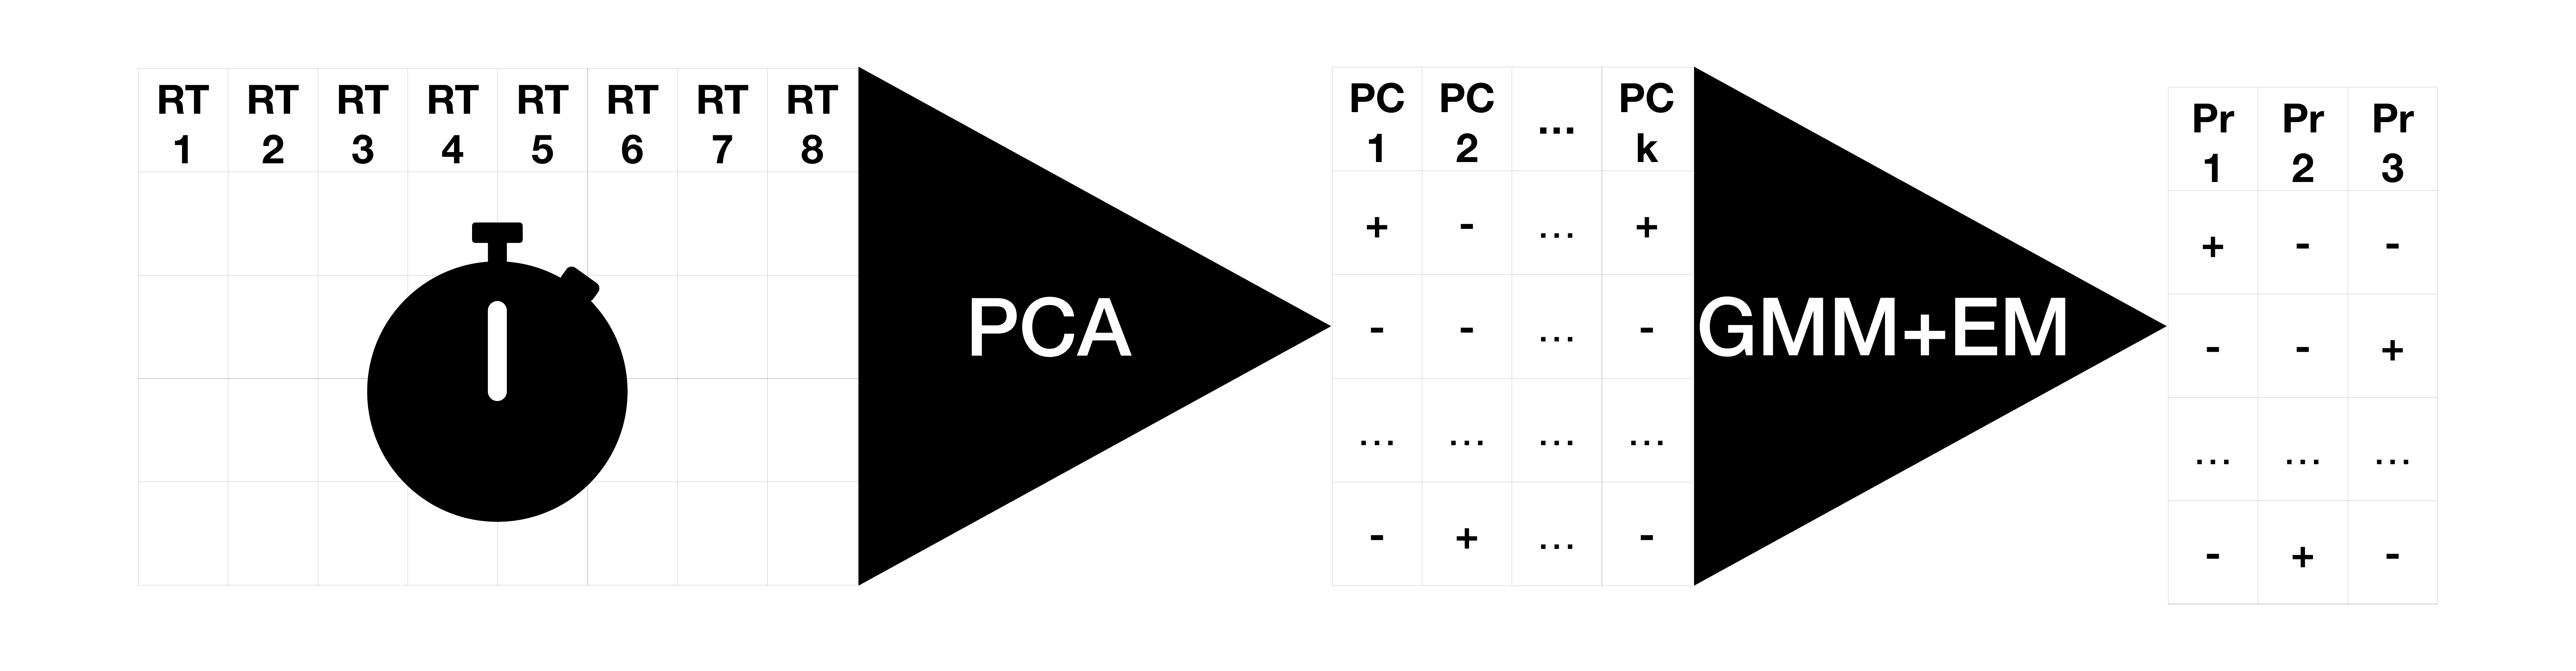 RT RT RT RT RT RT RT RT
1 2 3 4 5 6 7 8
PCA
PC PC ... PC
1 2 k
+ - ... +
- - ... -
... ... ... ...
- + ... -
GMM+EM
Pr Pr Pr
1 2 3
+ - -
- - +
... ... ...
- + -